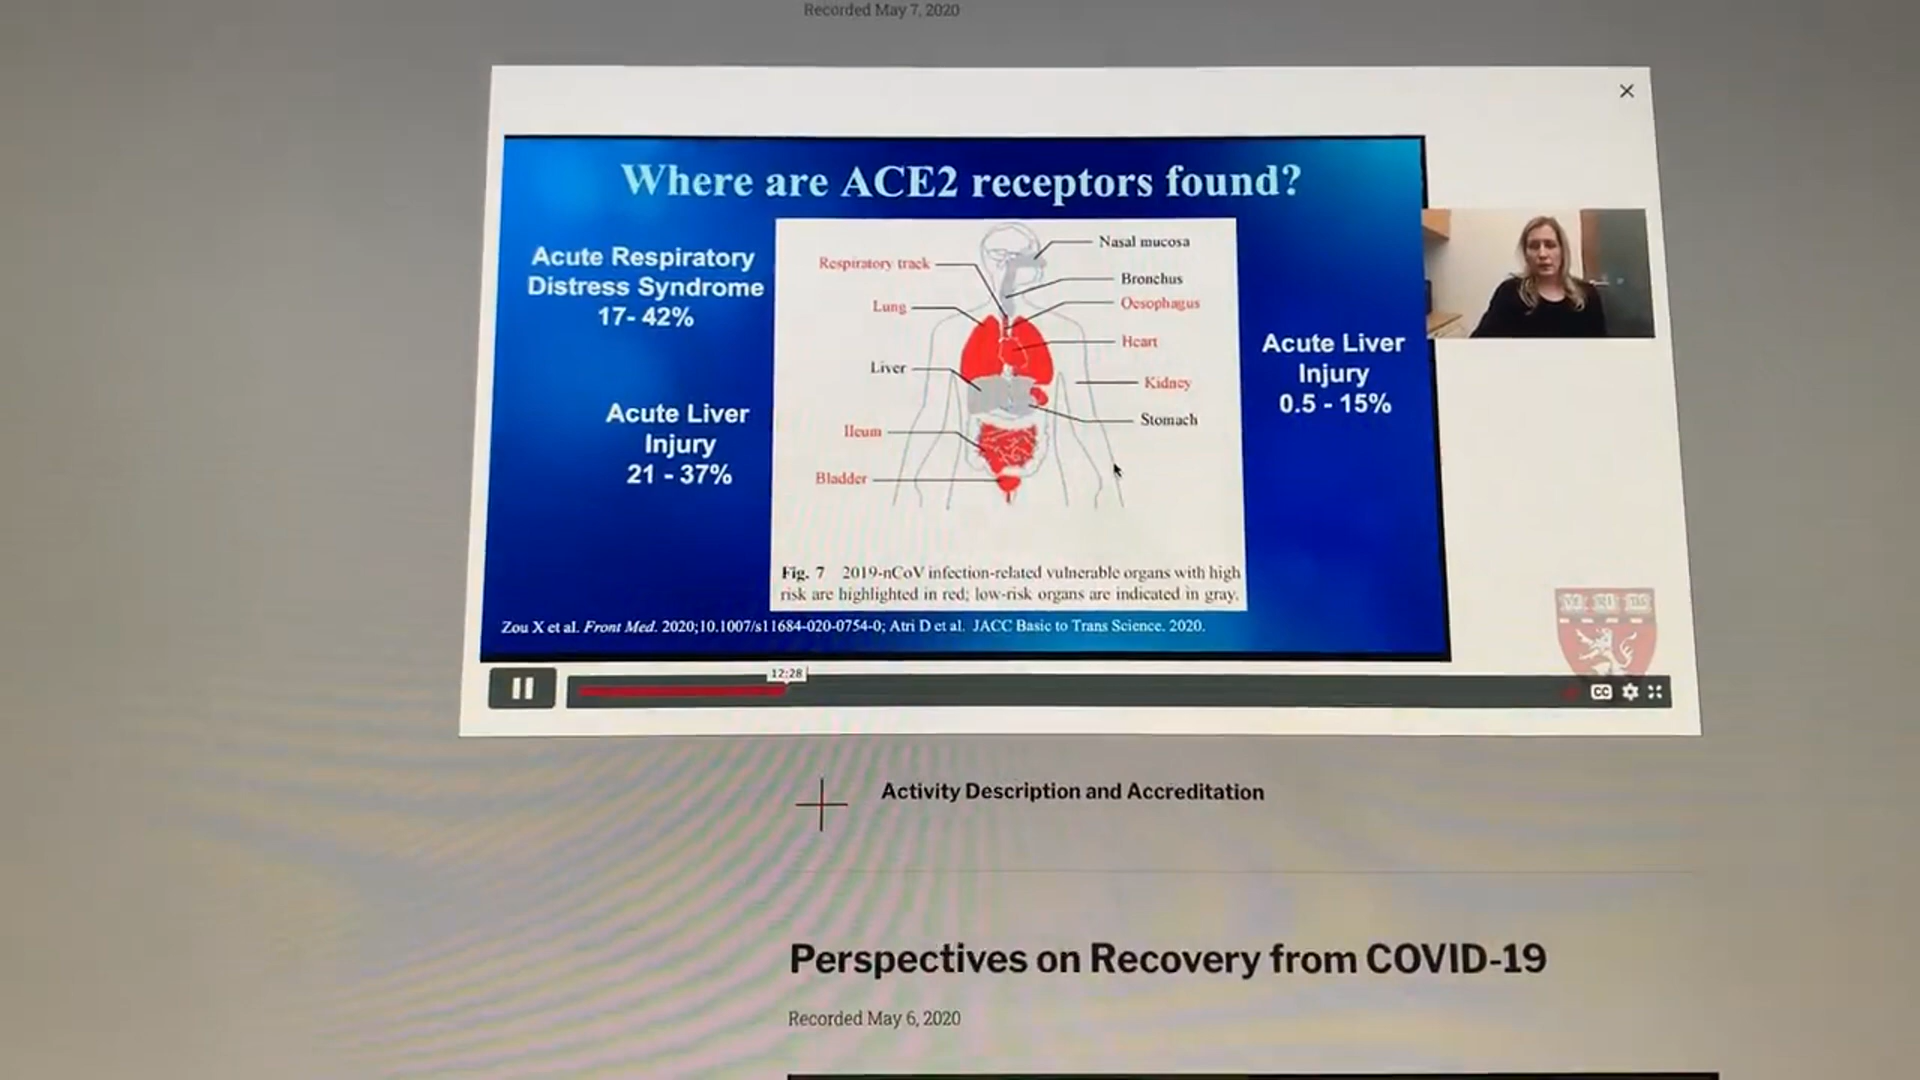 Recorded May 7, 2020
Where are ACE2 receptors found?
Acute Respiratory
Distress Syndrome
17- 42%
Acute Liver
Injury
21 - 37%
Respiratory track
Lung
Liver
Ileum
Bladder
Nasal mucosa
Bronchus
Oesophagus
Heart
Kidney
Stomach
Acute Liver
Injury
0.5 - 15%
Fig. 7 2019-nCoV infection-related vulnerable organs with high
risk are highlighted in red; low-risk organs are indicated in gray.
Zou X et al. Front Med. 2020;10.1007/s11684-020-0754-0; Atri D et al. JACC Basic to Trans Science. 2020.
12:28
CC
Activity Description and Accreditation
Perspectives on Recovery from COVID-19
Recorded May 6, 2020